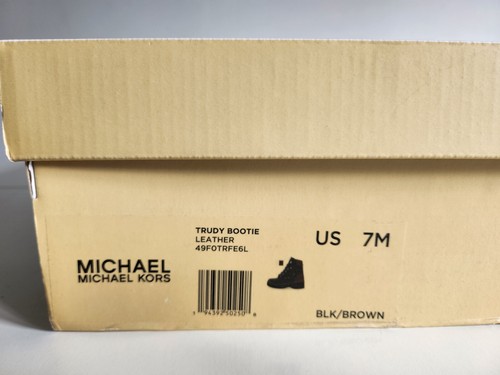 TRUDY BOOTIE
LEATHER
49F0TRFE6L
US 7M
MICHAEL
MICHAEL KORS
BLK/BROWN